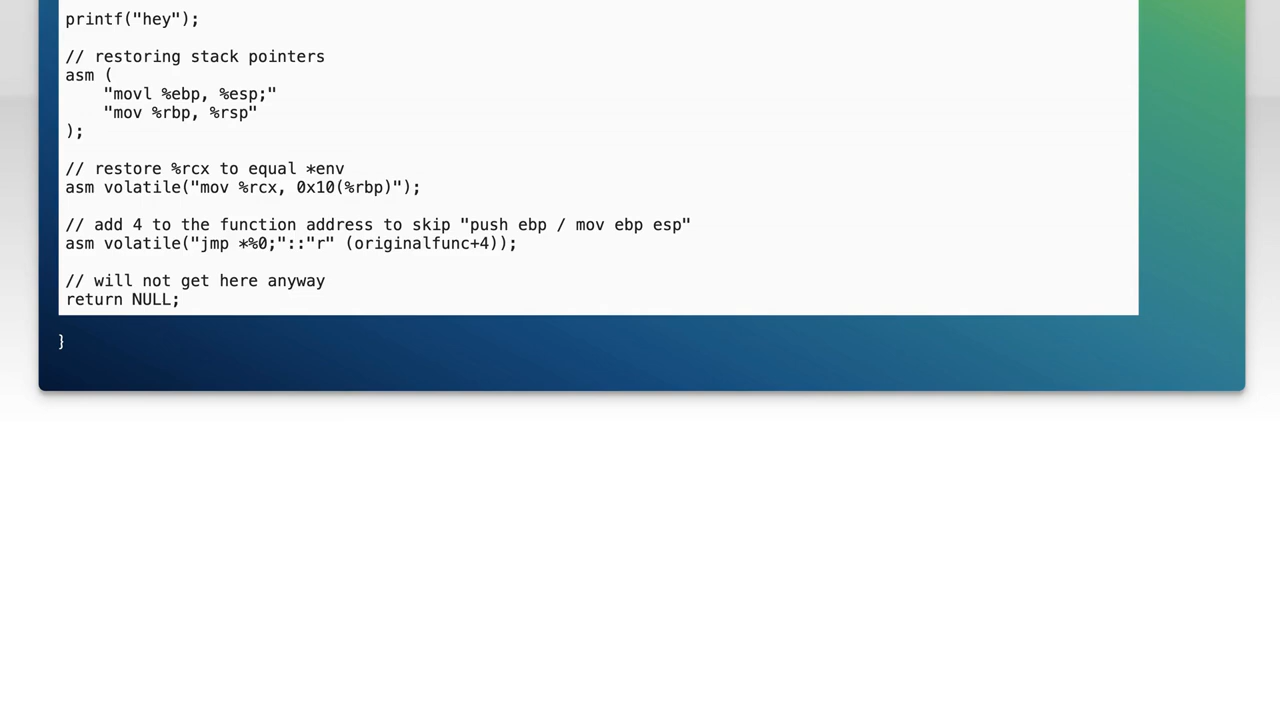 printf("hey");
// restoring stack pointers
asm (
    "movl %ebp, %esp;"
    "mov %rbp, %rsp"
);
// restore %rcx to equal *env
asm volatile("mov %rcx, 0x10(%rbp)");
// add 4 to the function address to skip "push ebp / mov ebp esp"
asm volatile("jmp *%0;"::"r" (originalfunc+4));
// will not get here anyway
return NULL;
}